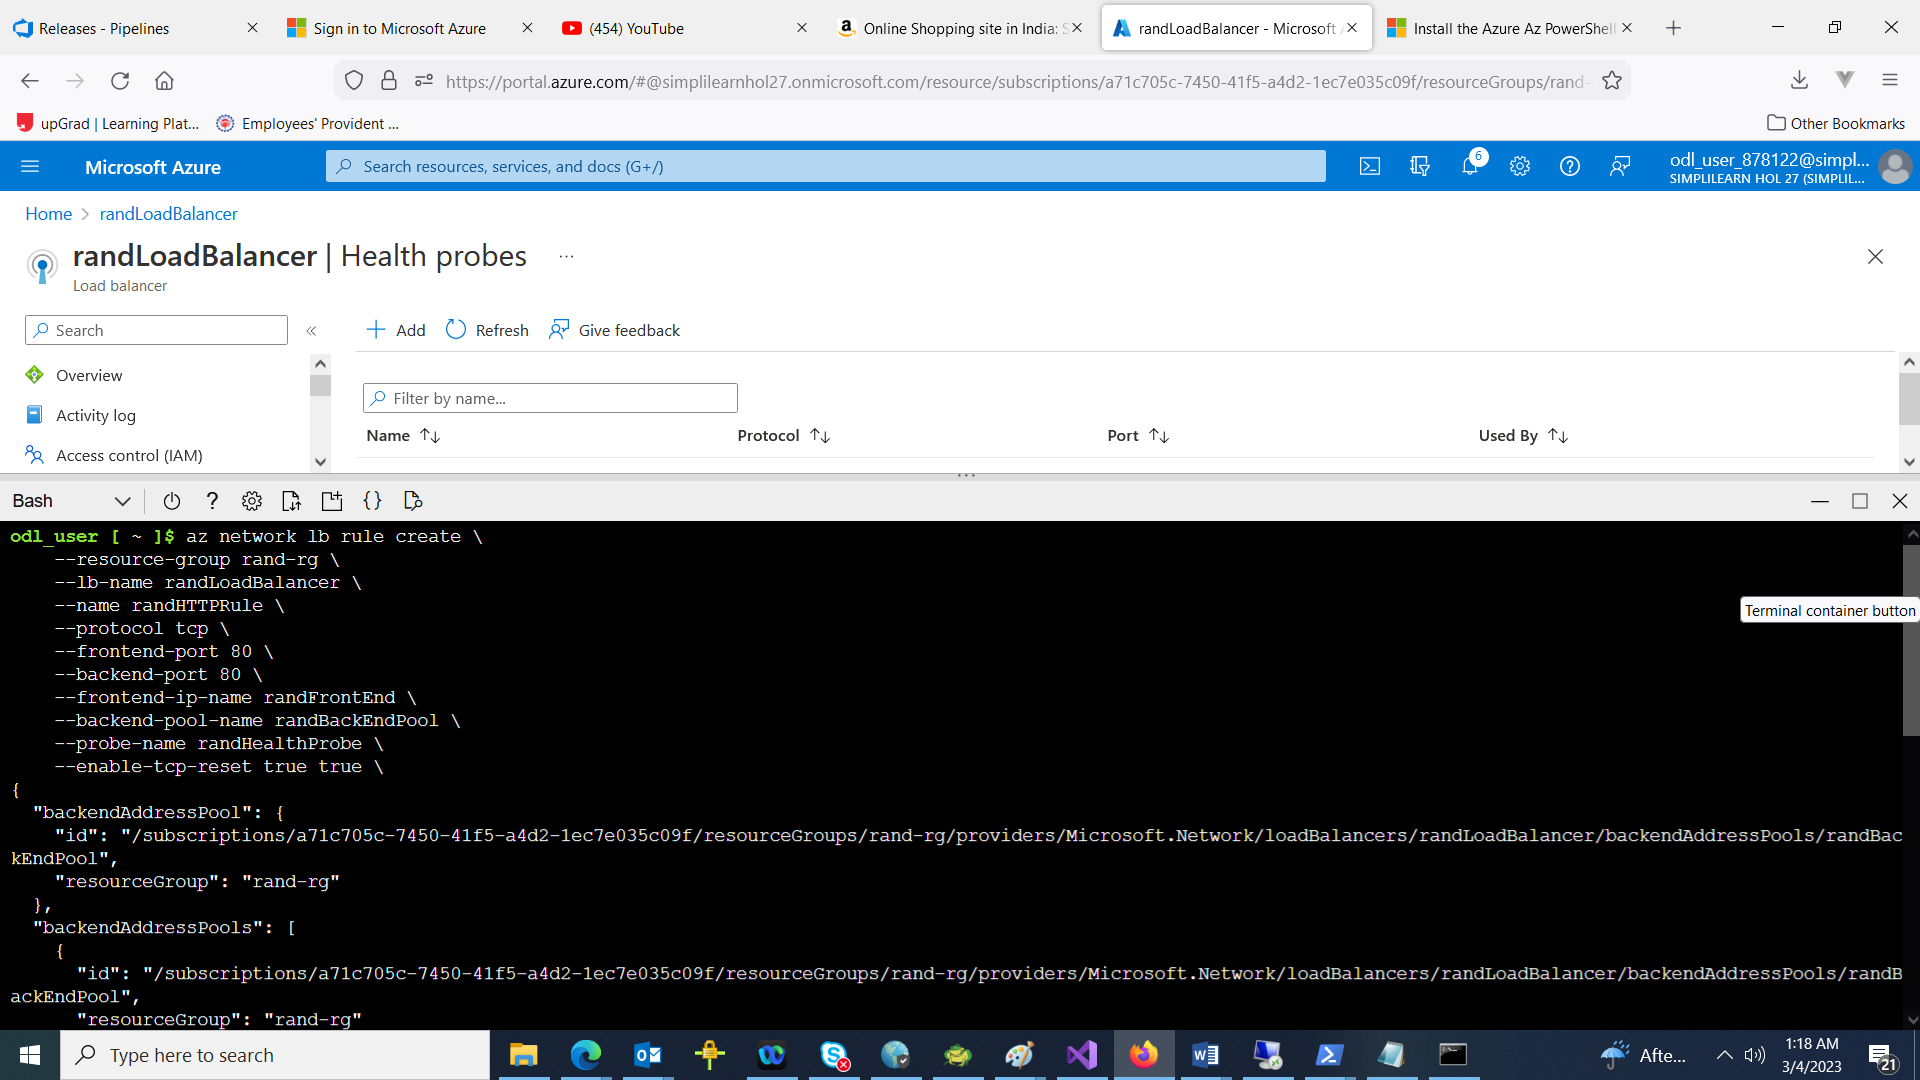 Releases - Pipelines
Sign in to Microsoft Azure
(454) YouTube
Online Shopping site in India: S
randLoadBalancer - Microsoft A
Install the Azure Az PowerShell
https://portal.azure.com/#@simplilearnhol27.onmicrosoft.com/resource/subscriptions/a71c705c-7450-41f5-a4d2-1ec7e035c09f/resourceGroups/rand-
upGrad | Learning Plat...
Employees' Provident ...
Other Bookmarks
Microsoft Azure
Search resources, services, and docs (G+/)
6
odl_user_878122@simpl...
SIMPLILEARN HOL 27 (SIMPLIL...
Home
randLoadBalancer
randLoadBalancer | Health probes
...
Load balancer
Search
Add
Refresh
Give feedback
Overview
Activity log
Access control (IAM)
Filter by name...
Name
Protocol
Port
Used By
Bash
odl_user [ ~ ]$ az network lb rule create \
--resource-group rand-rg \
--lb-name randLoadBalancer \
--name randHTTPRule \
--protocol tcp \
--frontend-port 80 \
--backend-port 80 \
--frontend-ip-name randFrontEnd \
--backend-pool-name randBackEndPool \
--probe-name randHealthProbe \
--enable-tcp-reset true true \
{
"backendAddressPool": {
"id": "/subscriptions/a71c705c-7450-41f5-a4d2-1ec7e035c09f/resourceGroups/rand-rg/providers/Microsoft.Network/loadBalancers/randLoadBalancer/backendAddressPools/randBac
kEndPool",
"resourceGroup": "rand-rg"
},
"backendAddressPools": [
{
"id": "/subscriptions/a71c705c-7450-41f5-a4d2-1ec7e035c09f/resourceGroups/rand-rg/providers/Microsoft.Network/loadBalancers/randLoadBalancer/backendAddressPools/randB
ackEndPool",
"resourceGroup": "rand-rg"
Terminal container button
Type here to search
Afte...
1:18 AM
3/4/2023
21